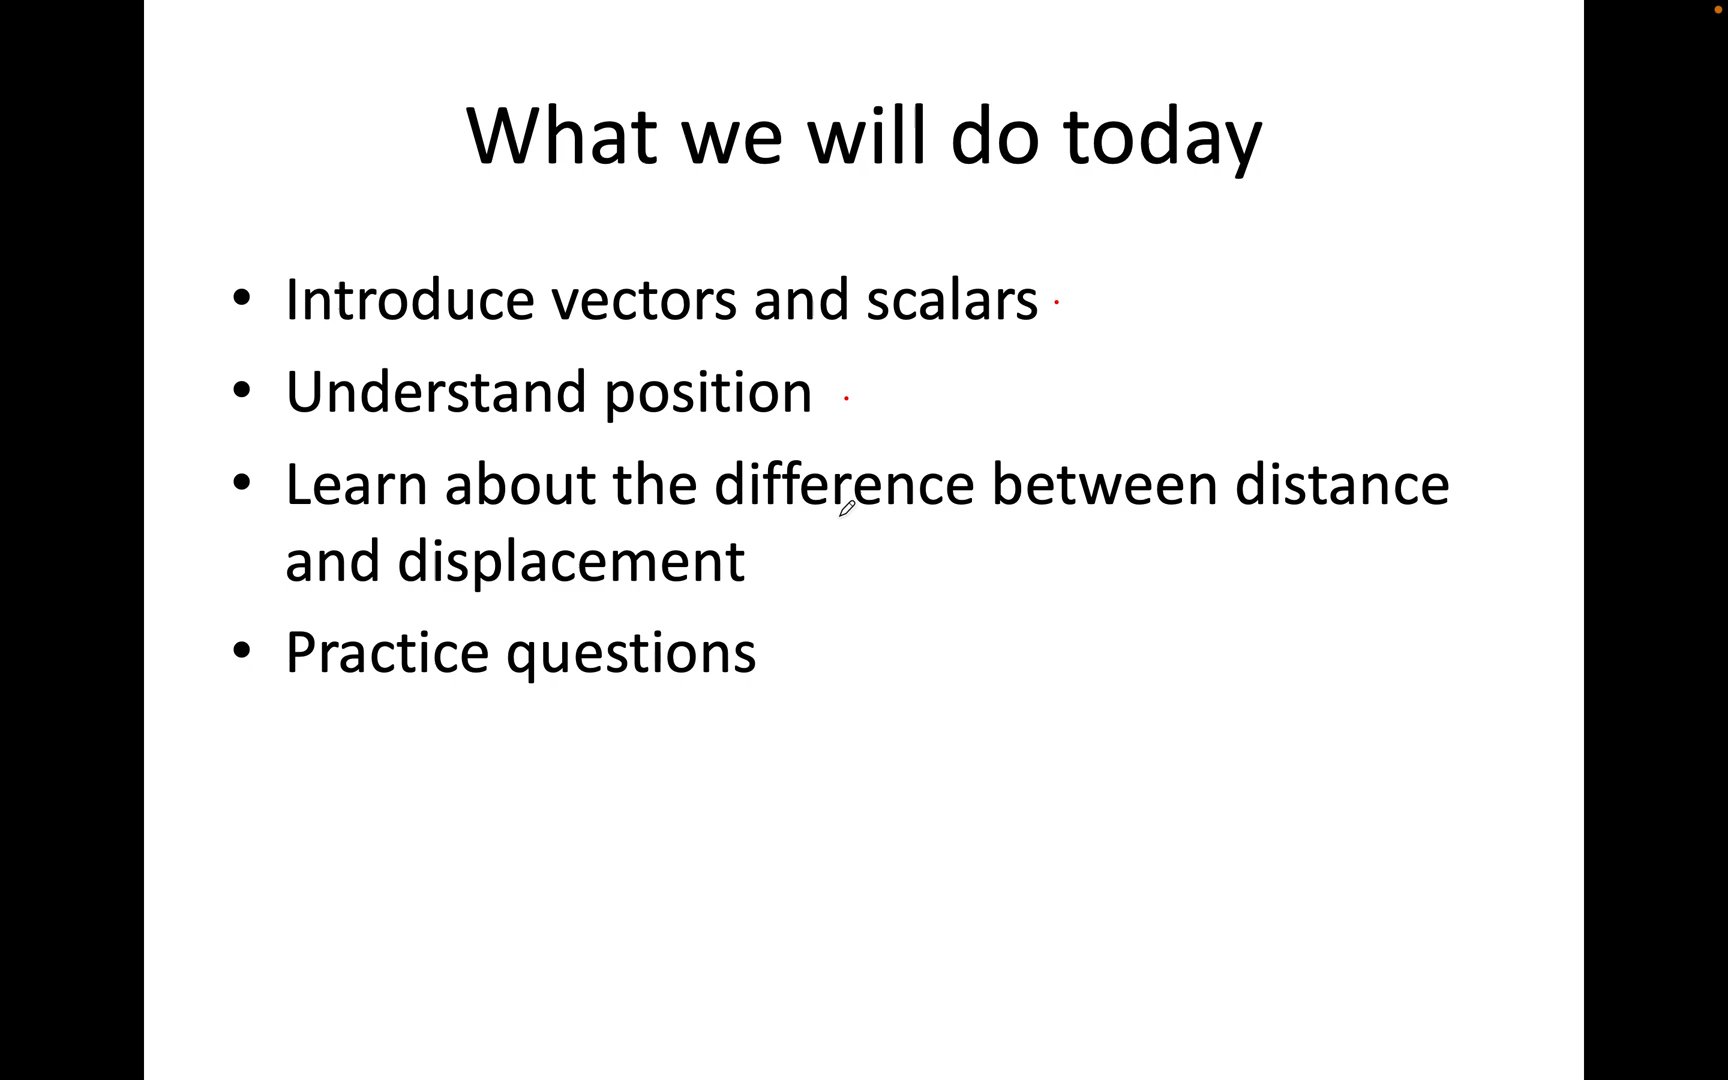 What we will do today
• Introduce vectors and scalars
• Understand position
• Learn about the difference between distance
and displacement
• Practice questions